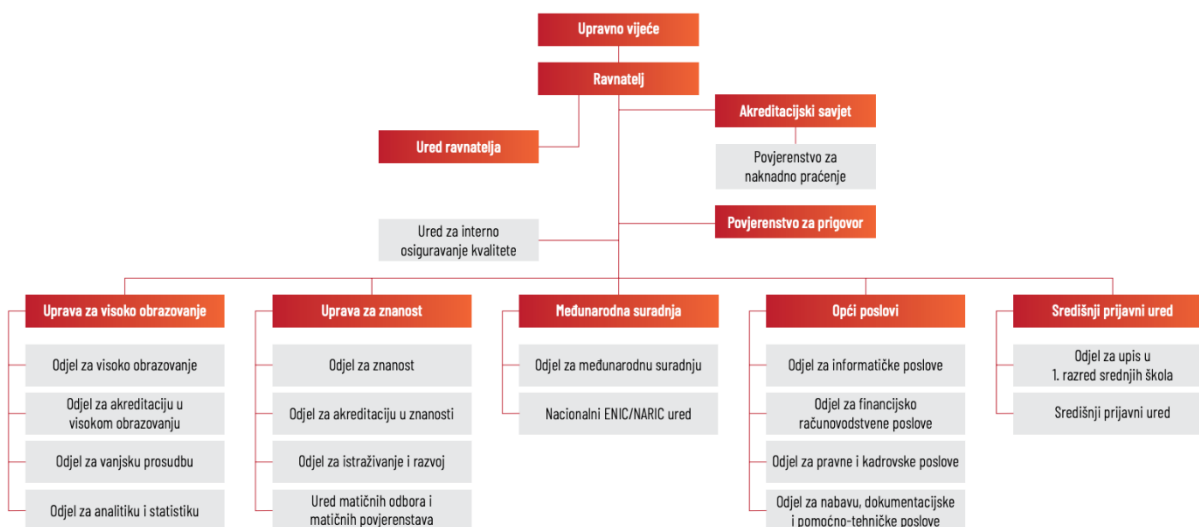 Upravno vijeće
Ravnatelj
Akreditacijski savjet
Ured ravnatelja
Povjerenstvo za
naknadno praćenje
Povjerenstvo za prigovor
Ured za interno
osiguravanje kvalitete
Uprava za visoko obrazovanje
Odjel za visoko obrazovanje
Odjel za akreditaciju u
visokom obrazovanju
Odjel za vanjsku prosudbu
Odjel za analitiku i statistiku
Uprava za znanost
Odjel za znanost
Odjel za akreditaciju u znanosti
Odjel za istraživanje i razvoj
Ured matičnih odbora i
matičnih povjerenstava
Međunarodna suradnja
Odjel za međunarodnu suradnju
Nacionalni ENIC/NARIC ured
Opći poslovi
Odjel za informatičke poslove
Odjel za financijsko
računovodstvene poslove
Odjel za pravne i kadrovske poslove
Odjel za nabavu, dokumentacijske
i pomoćno-tehničke poslove
Središnji prijavni ured
Odjel za upis u
1. razred srednjih škola
Središnji prijavni ured